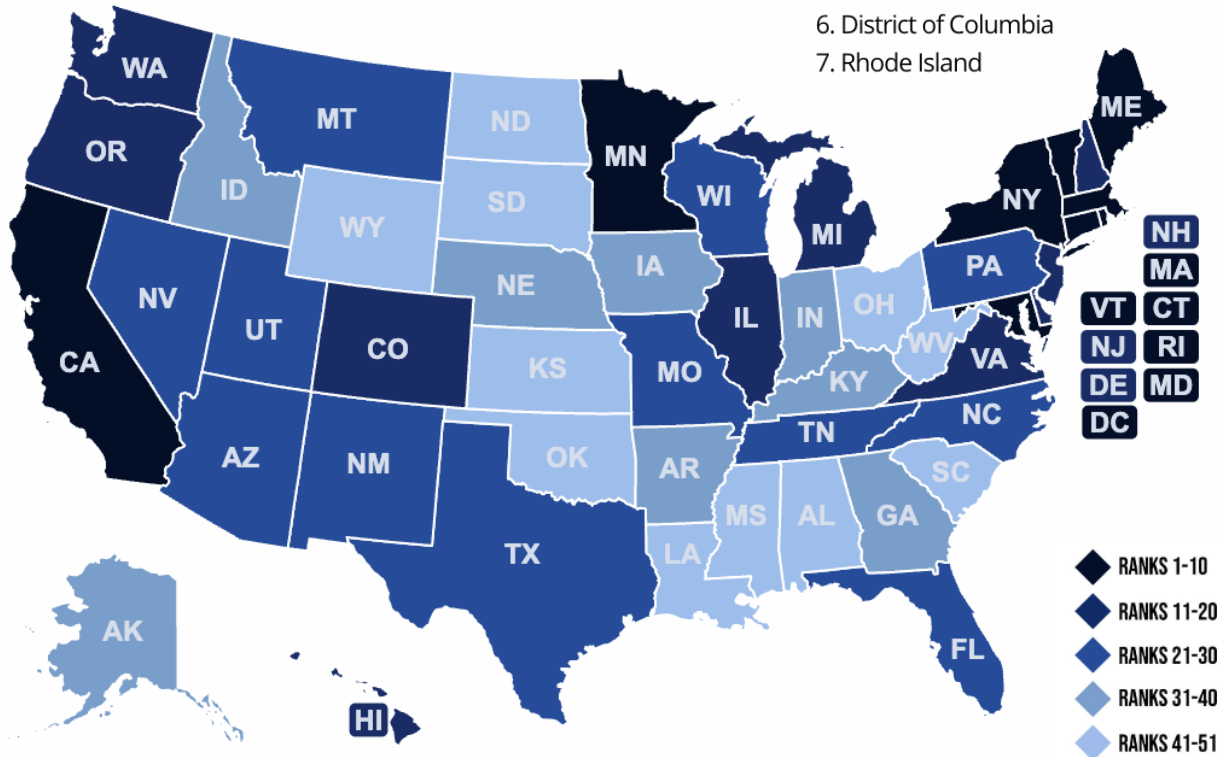 6. District of Columbia
7. Rhode Island
WA
MT
ND
MN
ME
OR
ID
SD
WI
NY
WY
MI
NH
IA
PA
MA
NE
NV
OH
VT CT
UT
IL
IN
CO
WV
VA
NJ RI
CA
KS
MO
KY
DE MD
NC
DC
TN
AZ
NM
OK
AR
SC
MS
AL
GA
TX
LA
RANKS 1-10
RANKS 11-20
AK
FL
RANKS 21-30
RANKS 31-40
HI
RANKS 41-51